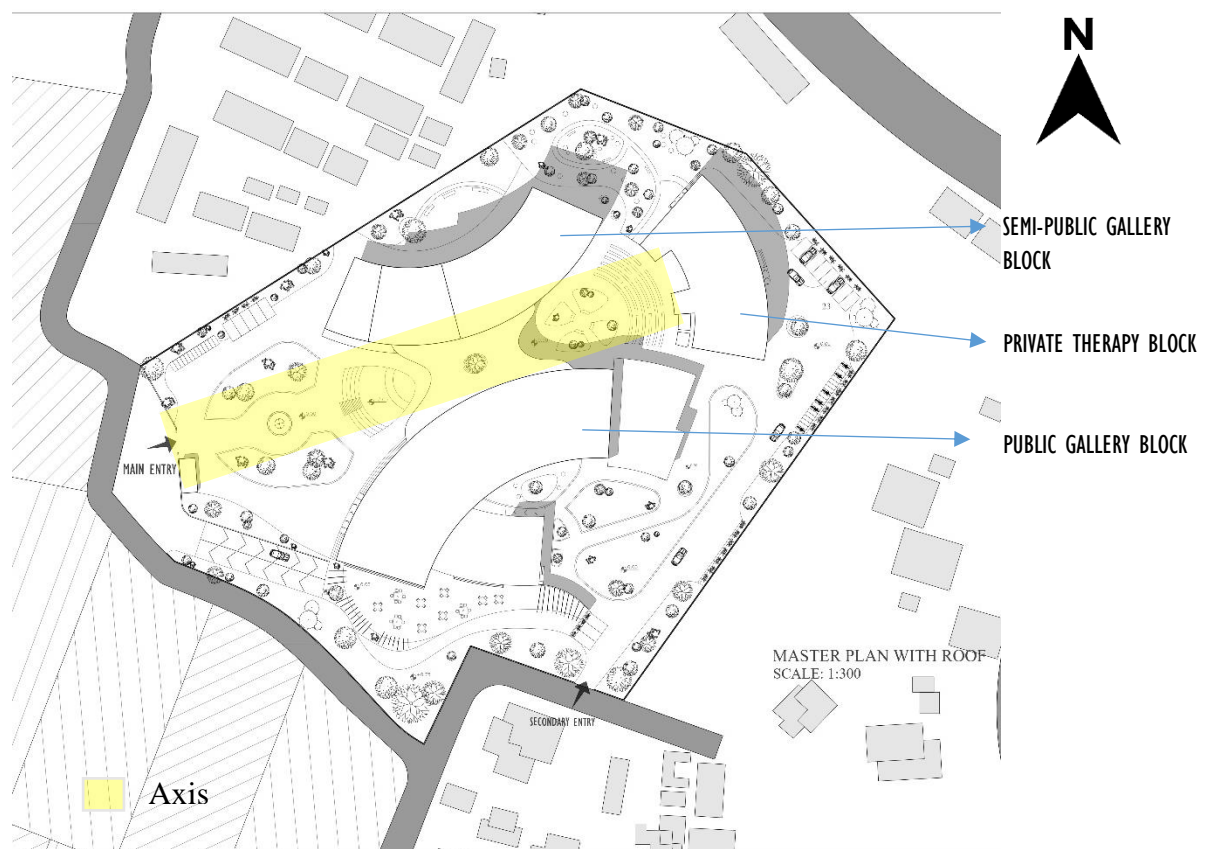 N
SEMI-PUBLIC GALLERY
BLOCK
PRIVATE THERAPY BLOCK
PUBLIC GALLERY BLOCK
23
MAIN ENTRY
MASTER PLAN WITH ROOF
SCALE: 1:300
SECONDARY ENTRY
Axis